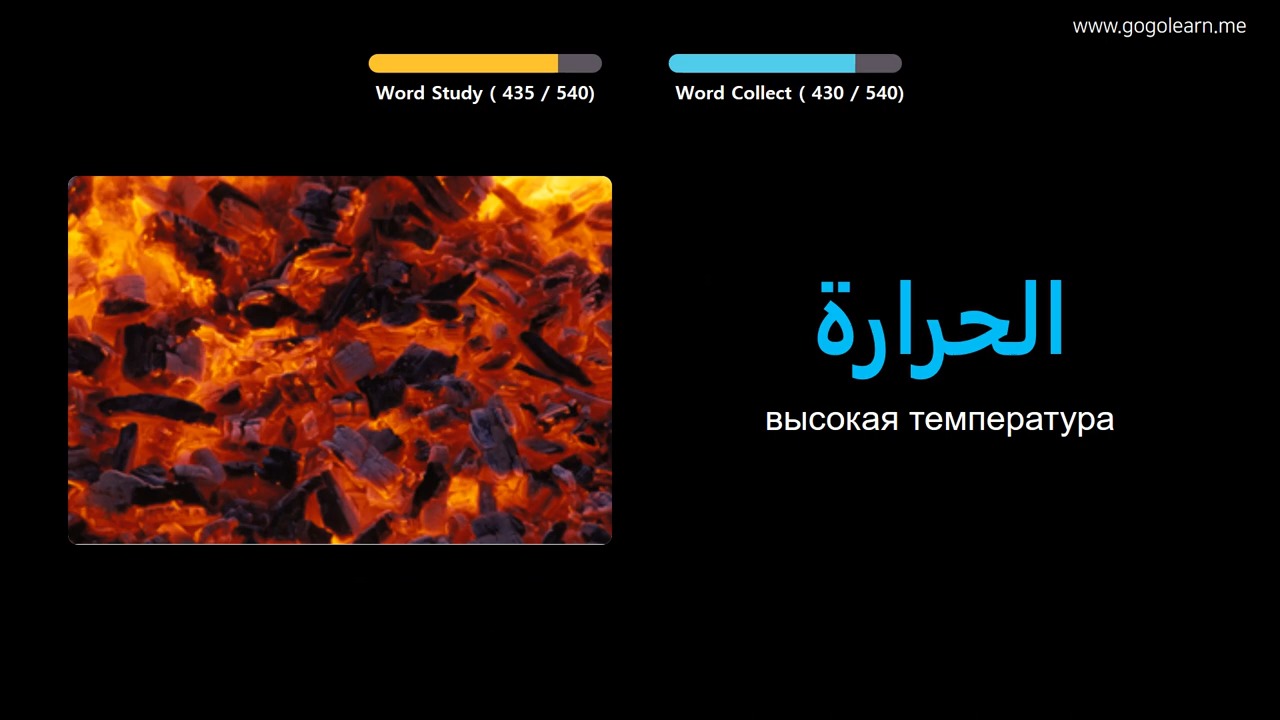 www.gogolearn.me
Word Study ( 435 / 540)
Word Collect ( 430 / 540)
الحرارة
высокая температура